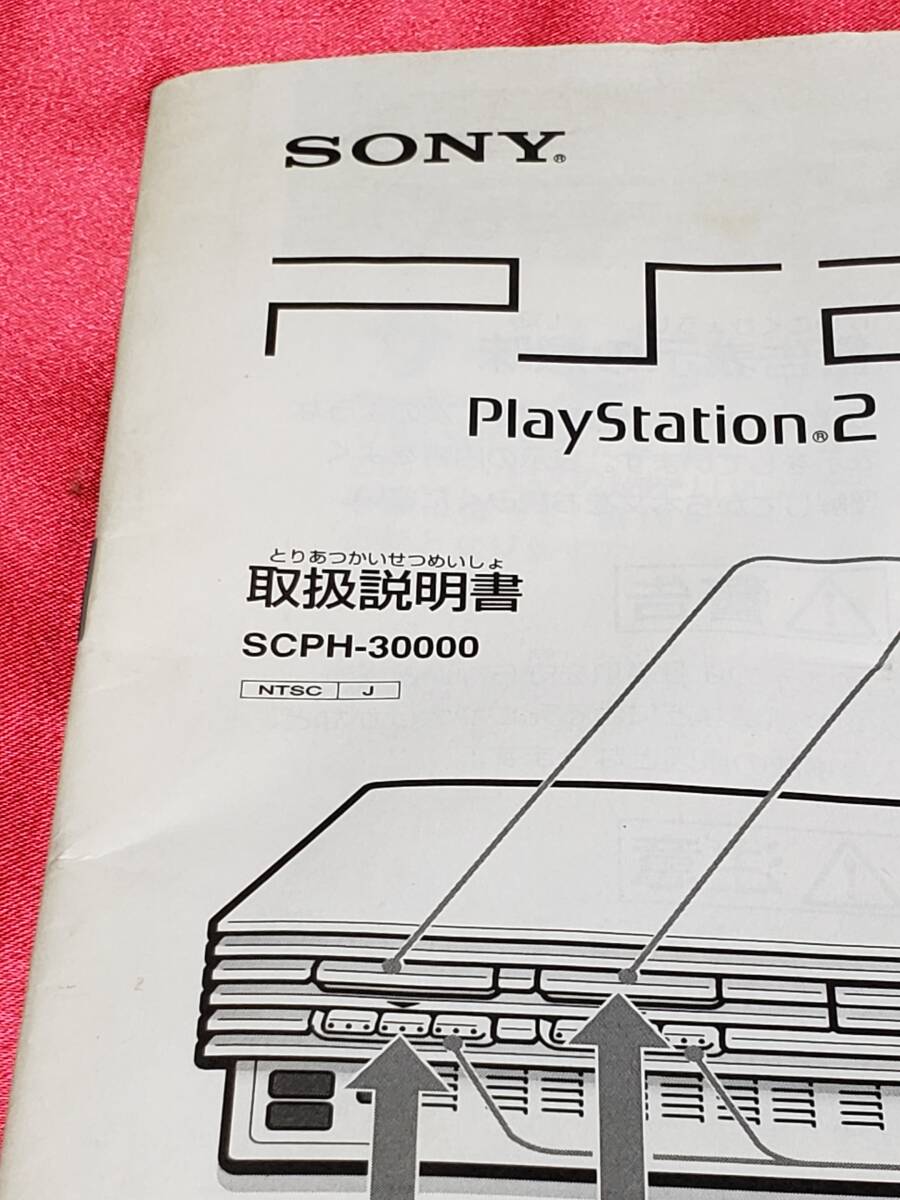 SONY®
PS2
PlayStation®2
とりあつかいせつめいしょ
取扱説明書
SCPH-30000
NTSC J